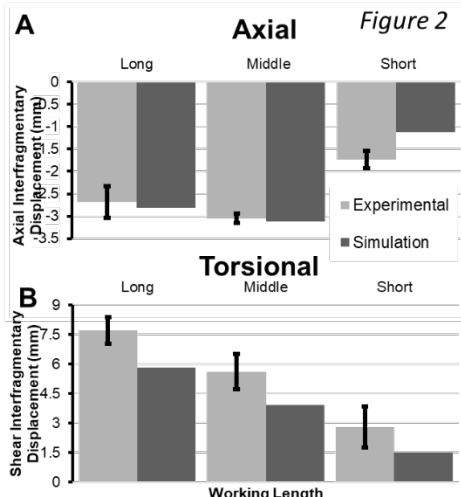 A
Axial
Figure 2
Long
Middle
Short
Axial Interfragmentary
Displacement (mm)
0
-.5
-1
-1.5
-2
-2.5
-3
-3.5
Experimental
Simulation
Torsional
B
Long
Middle
Short
Shear Interfragmentary
Displacement (mm)
9
7.5
6
4.5
3
1.5
0
Working Length